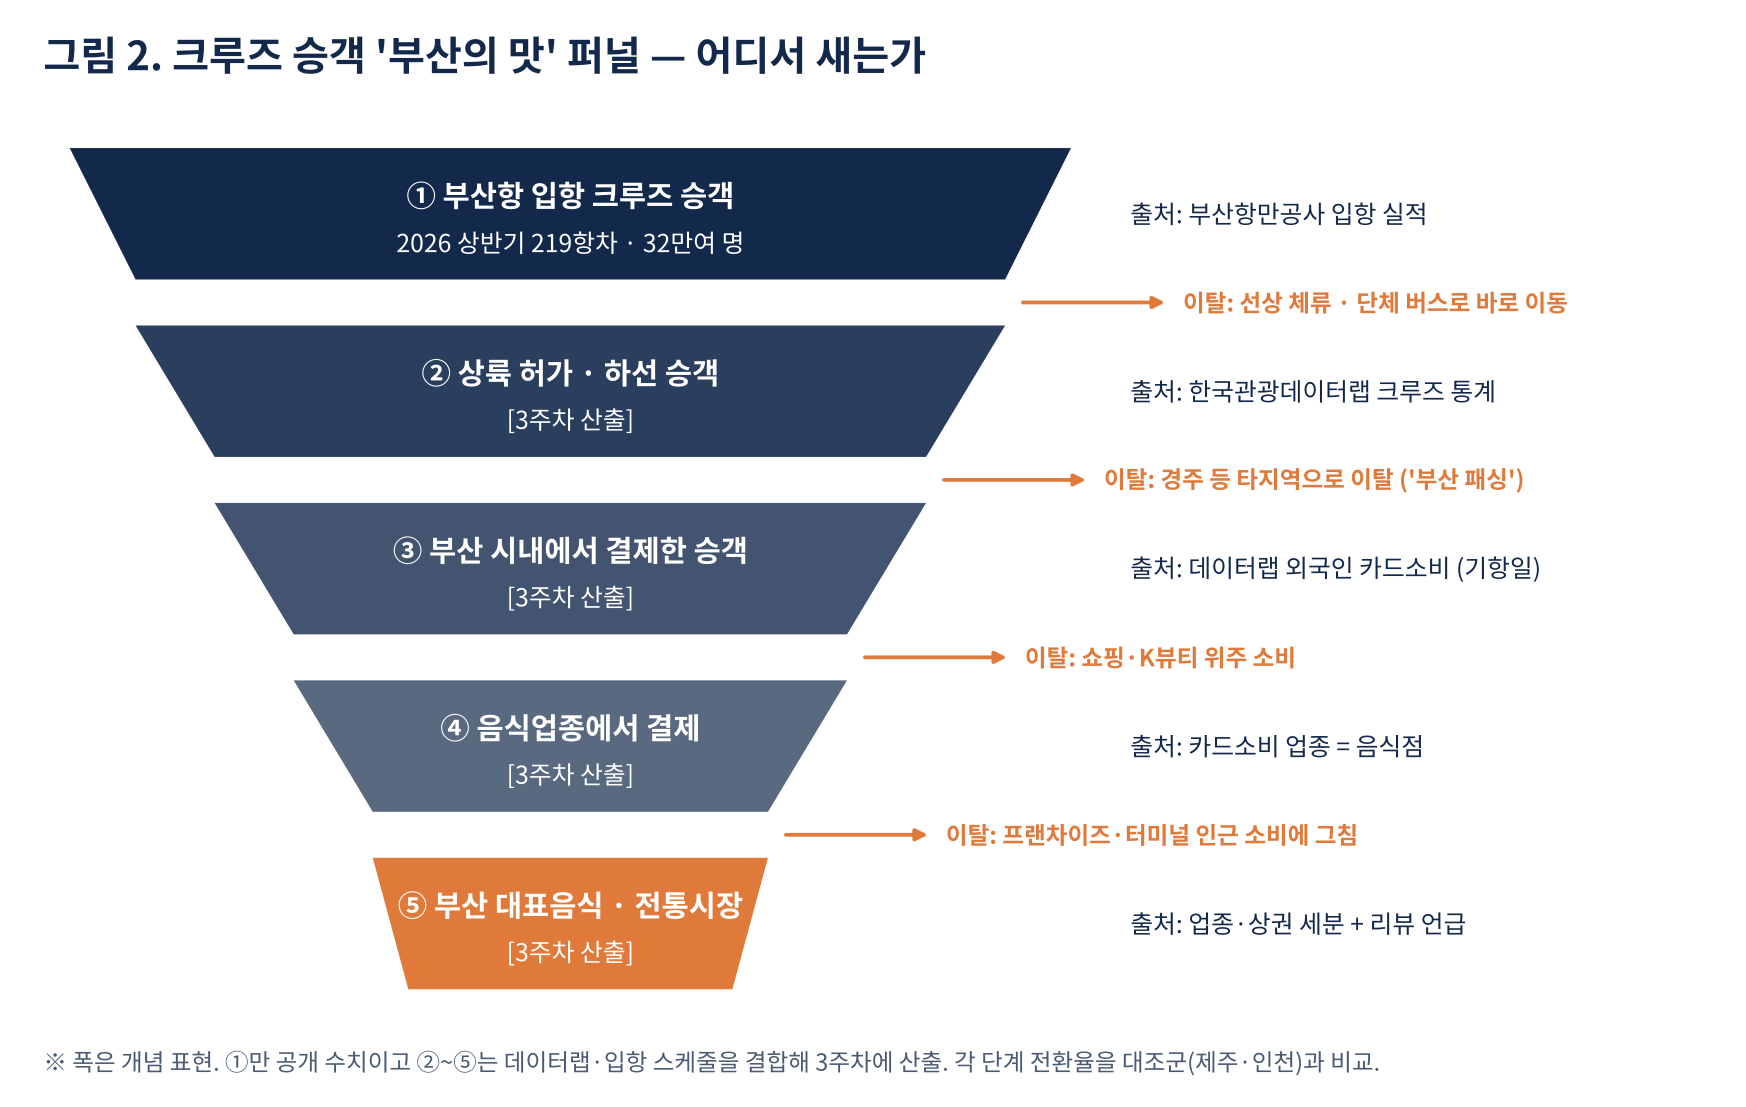 그림 2. 크루즈 승객 '부산의 맛' 퍼널 — 어디서 새는가
① 부산항 입항 크루즈 승객
2026 상반기 219항차 · 32만여 명
출처: 부산항만공사 입항 실적
이탈: 선상 체류 · 단체 버스로 바로 이동
② 상륙 허가 · 하선 승객
[3주차 산출]
출처: 한국관광데이터랩 크루즈 통계
이탈: 경주 등 타지역으로 이탈 ('부산 패싱')
③ 부산 시내에서 결제한 승객
[3주차 산출]
출처: 데이터랩 외국인 카드소비 (기항일)
이탈: 쇼핑·K뷰티 위주 소비
④ 음식업종에서 결제
[3주차 산출]
출처: 카드소비 업종 = 음식점
이탈: 프랜차이즈·터미널 인근 소비에 그침
⑤ 부산 대표음식 · 전통시장
[3주차 산출]
출처: 업종·상권 세분 + 리뷰 언급
※ 폭은 개념 표현. ①만 공개 수치이고 ②~⑤는 데이터랩·입항 스케줄을 결합해 3주차에 산출. 각 단계 전환율을 대조군(제주·인천)과 비교.